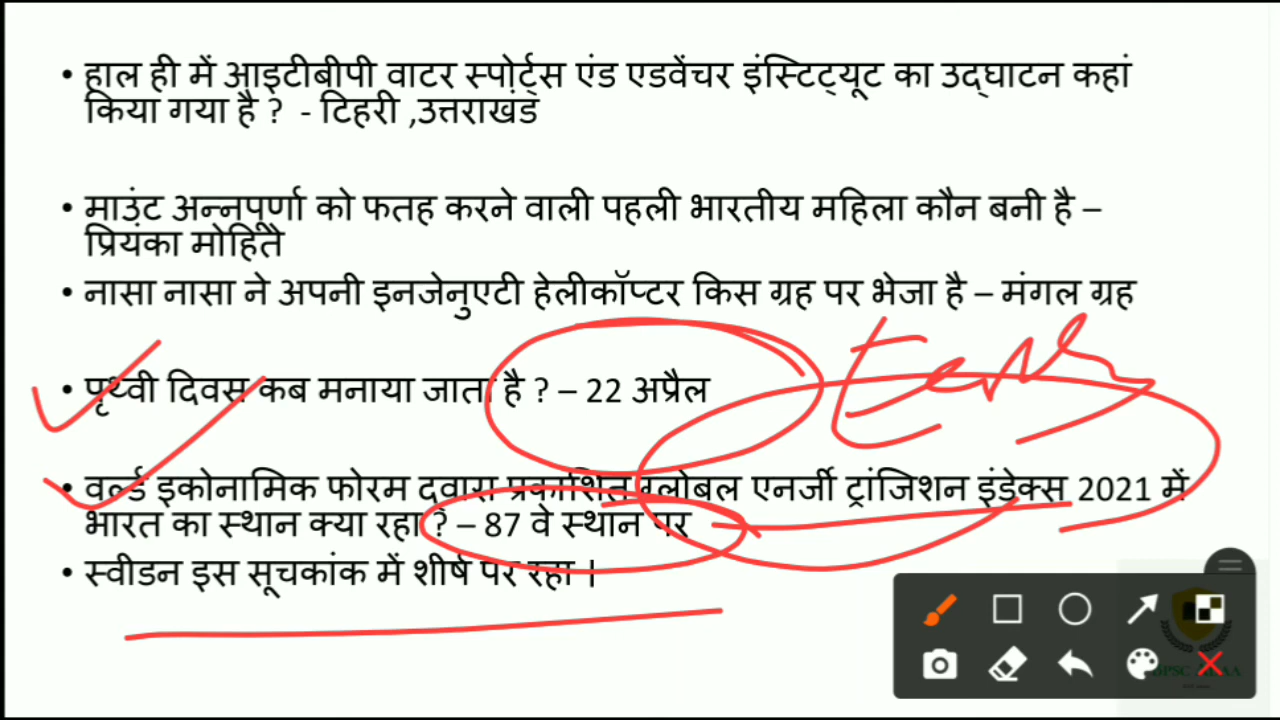 • हाल ही में आइटीबीपी वाटर स्पोर्ट्स एंड एडवेंचर इंस्टिट्यूट का उद्घाटन कहां
किया गया है ? - टिहरी ,उत्तराखंड
• माउंट अन्नपूर्णा को फतह करने वाली पहली भारतीय महिला कौन बनी है –
प्रियंका मोहिते
• नासा नासा ने अपनी इनजेनुएटी हेलीकॉप्टर किस ग्रह पर भेजा है – मंगल ग्रह
• पृथ्वी दिवस कब मनाया जाता है ? – 22 अप्रैल
• वर्ल्ड इकोनामिक फोरम द्वारा प्रकाशित ग्लोबल एनर्जी ट्रांजिशन इंडेक्स 2021 में
भारत का स्थान क्या रहा ? – 87 वे स्थान पर
• स्वीडन इस सूचकांक में शीर्ष पर रहा ।